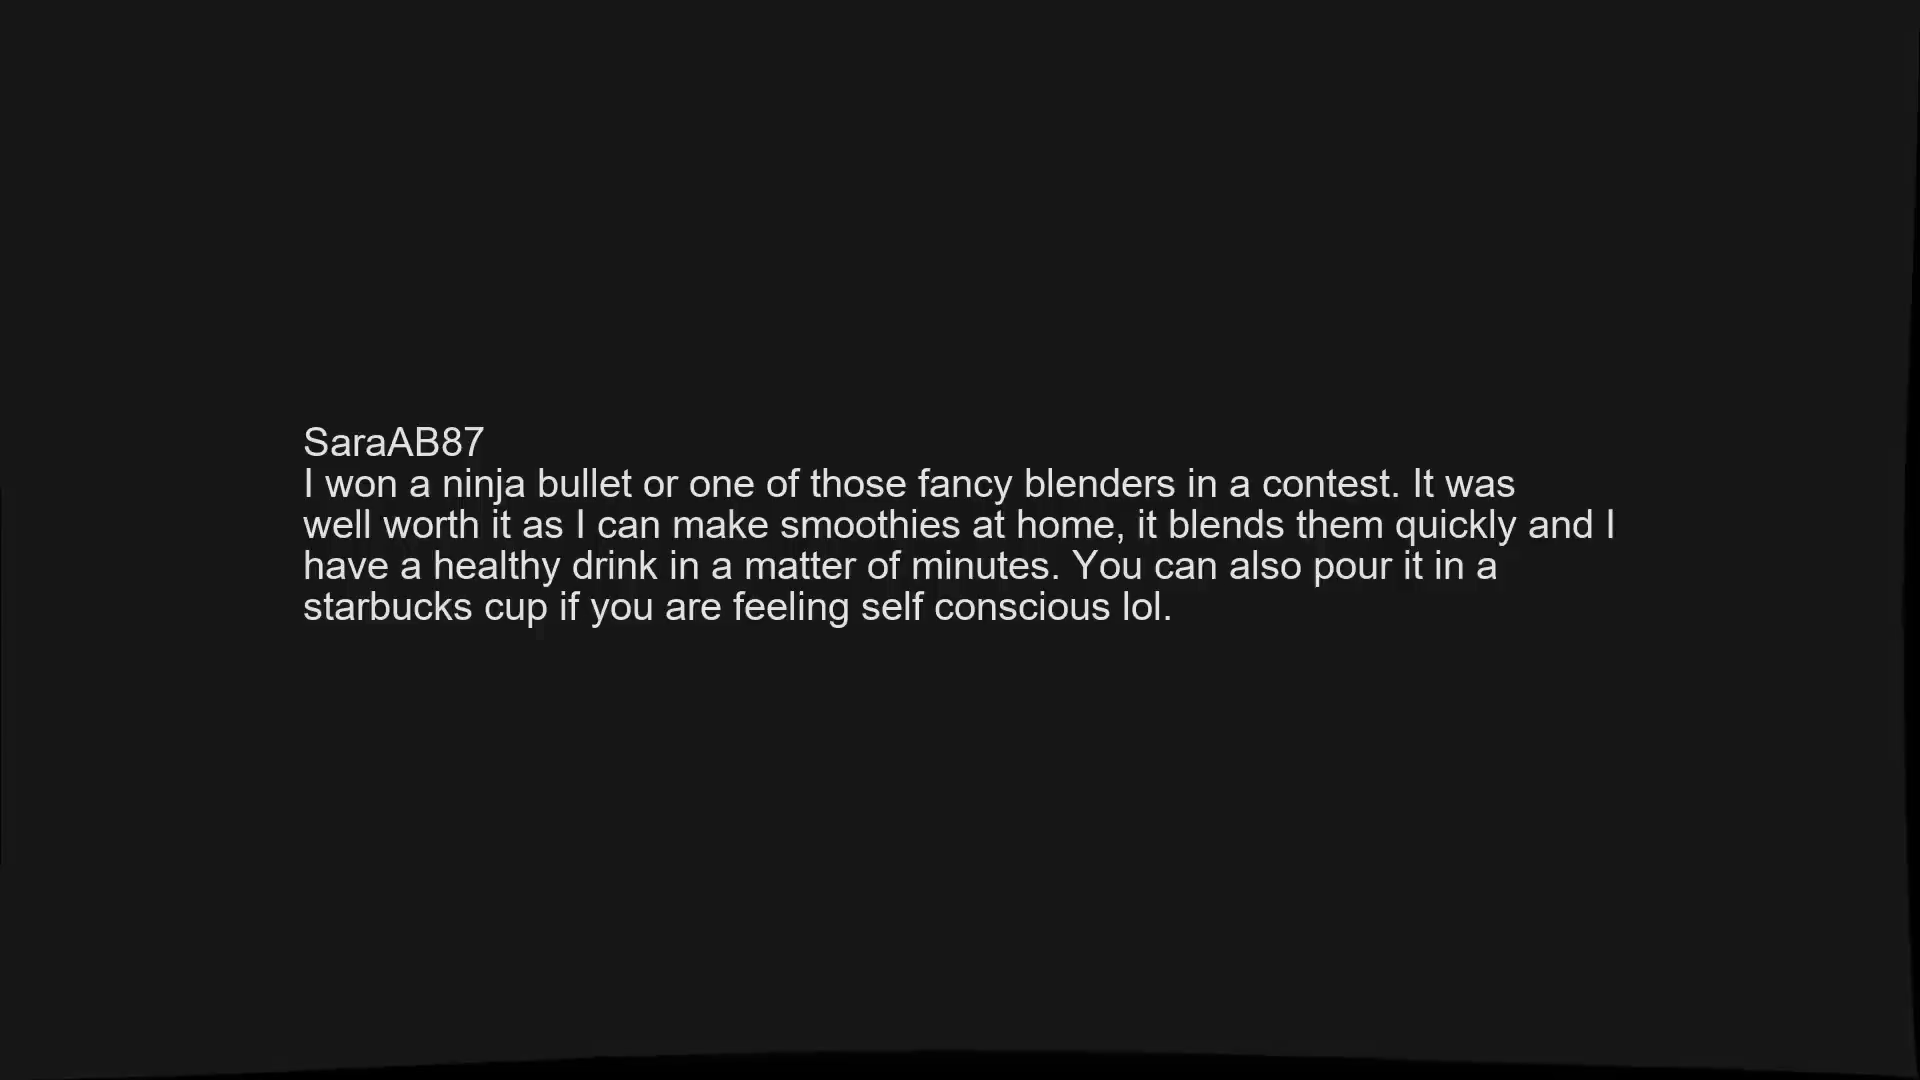 SaraAB87
I won a ninja bullet or one of those fancy blenders in a contest. It was
well worth it as I can make smoothies at home, it blends them quickly and I
have a healthy drink in a matter of minutes. You can also pour it in a
starbucks cup if you are feeling self conscious lol.